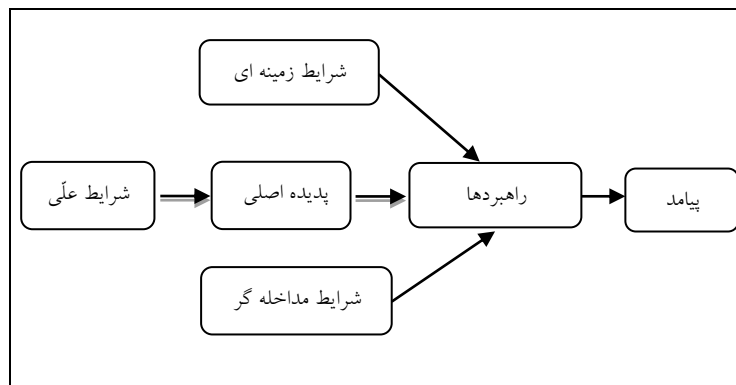 شرایط زمینه ای
شرایط علّی
پدیده اصلی
راهبردها
پیامد
شرایط مداخله گر